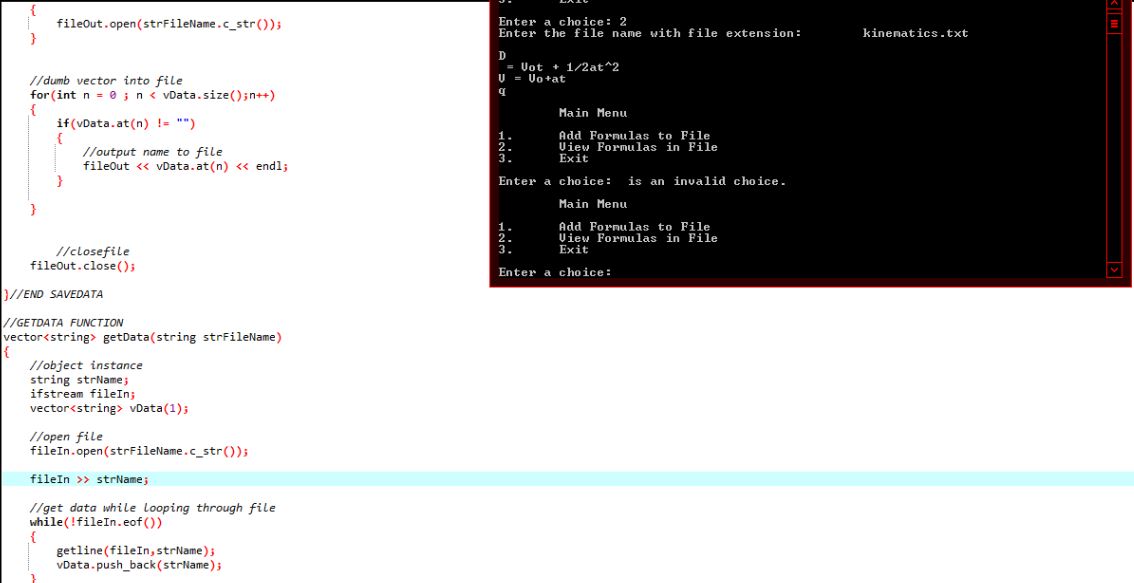 {
fileOut.open(strFileName.c_str());
}
//dumb vector into file
for(int n = 0 ; n < vData.size();n++)
{
if(vData.at(n) != "")
{
//output name to file
fileOut << vData.at(n) << endl;
}
}
//closefile
fileOut.close();
}//END SAVEDATA
//GETDATA FUNCTION
vector<string> getData(string strFileName)
{
//object instance
string strName;
ifstream fileIn;
vector<string> vData(1);
//open file
fileIn.open(strFileName.c_str());
fileIn >> strName;
//get data while looping through file
while(!fileIn.eof())
{
getline(fileIn,strName);
vData.push_back(strName);
}
3. Exit
Enter a choice: 2
Enter the file name with file extension: kinematics.txt
D
= Vot + 1/2at^2
V = Vo+at
q
Main Menu
1. Add Formulas to File
2. View Formulas in File
3. Exit
Enter a choice: is an invalid choice.
Main Menu
1. Add Formulas to File
2. View Formulas in File
3. Exit
Enter a choice: